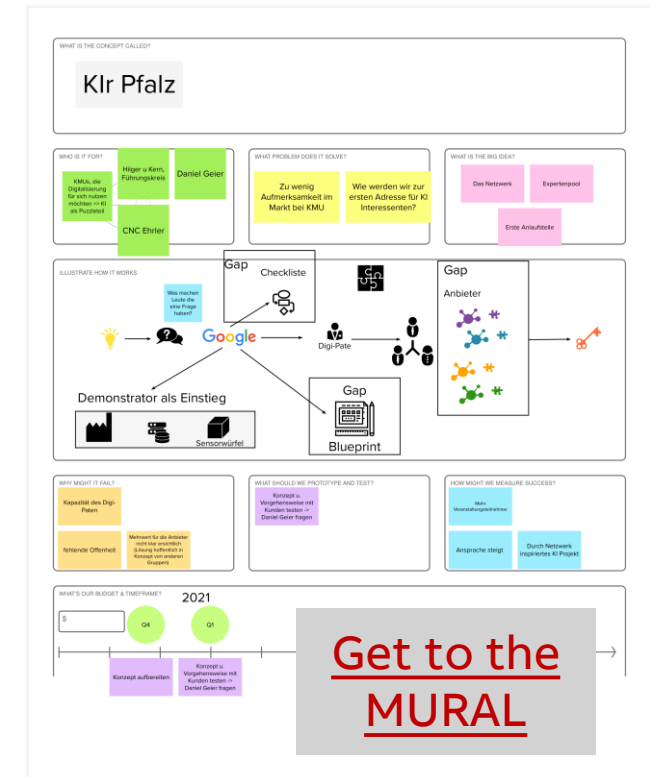 WHAT IS THE CONCEPT CALLED?
KIr Pfalz
WHO IS IT FOR?
KMUs, die
Digitalisierung
für sich nutzen
möchten => KI
als Puzzleteil
Hilger u Kern,
Führungskreis
Daniel Geier
CNC Ehrler
WHAT PROBLEM DOES IT SOLVE?
Zu wenig
Aufmerksamkeit im
Markt bei KMU
Wie werden wir zur
ersten Adresse für KI
Interessenten?
WHAT IS THE BIG IDEA?
Das Netzwerk
Expertenpool
Erste Anlaufstelle
ILLUSTRATE HOW IT WORKS
Was machen
Leute die
eine Frage
haben?
Gap
Checkliste
Google
Digi-Pate
Gap
Anbieter
Demonstrator als Einstieg
Sensorwürfel
Gap
Blueprint
WHY MIGHT IT FAIL?
Kapazität des Digi-
Paten
fehlende Offenheit
Mehrwert für die Anbieter
nicht klar ersichtlich
(Lösung hoffentlich in
Konzept von anderen
Gruppen)
WHAT SHOULD WE PROTOTYPE AND TEST?
Konzept u.
Vorgehensweise mit
Kunden testen ->
Daniel Geier fragen
HOW MIGHT WE MEASURE SUCCESS?
Mehr
Veranstaltungsteilnehmer
Ansprache steigt
Durch Netzwerk
inspiriertes KI Projekt
WHAT'S OUR BUDGET & TIMEFRAME?
2021
$
Q4
Q1
Konzept aufbereiten
Konzept u.
Vorgehensweise mit
Kunden testen ->
Daniel Geier fragen
Get to the
MURAL